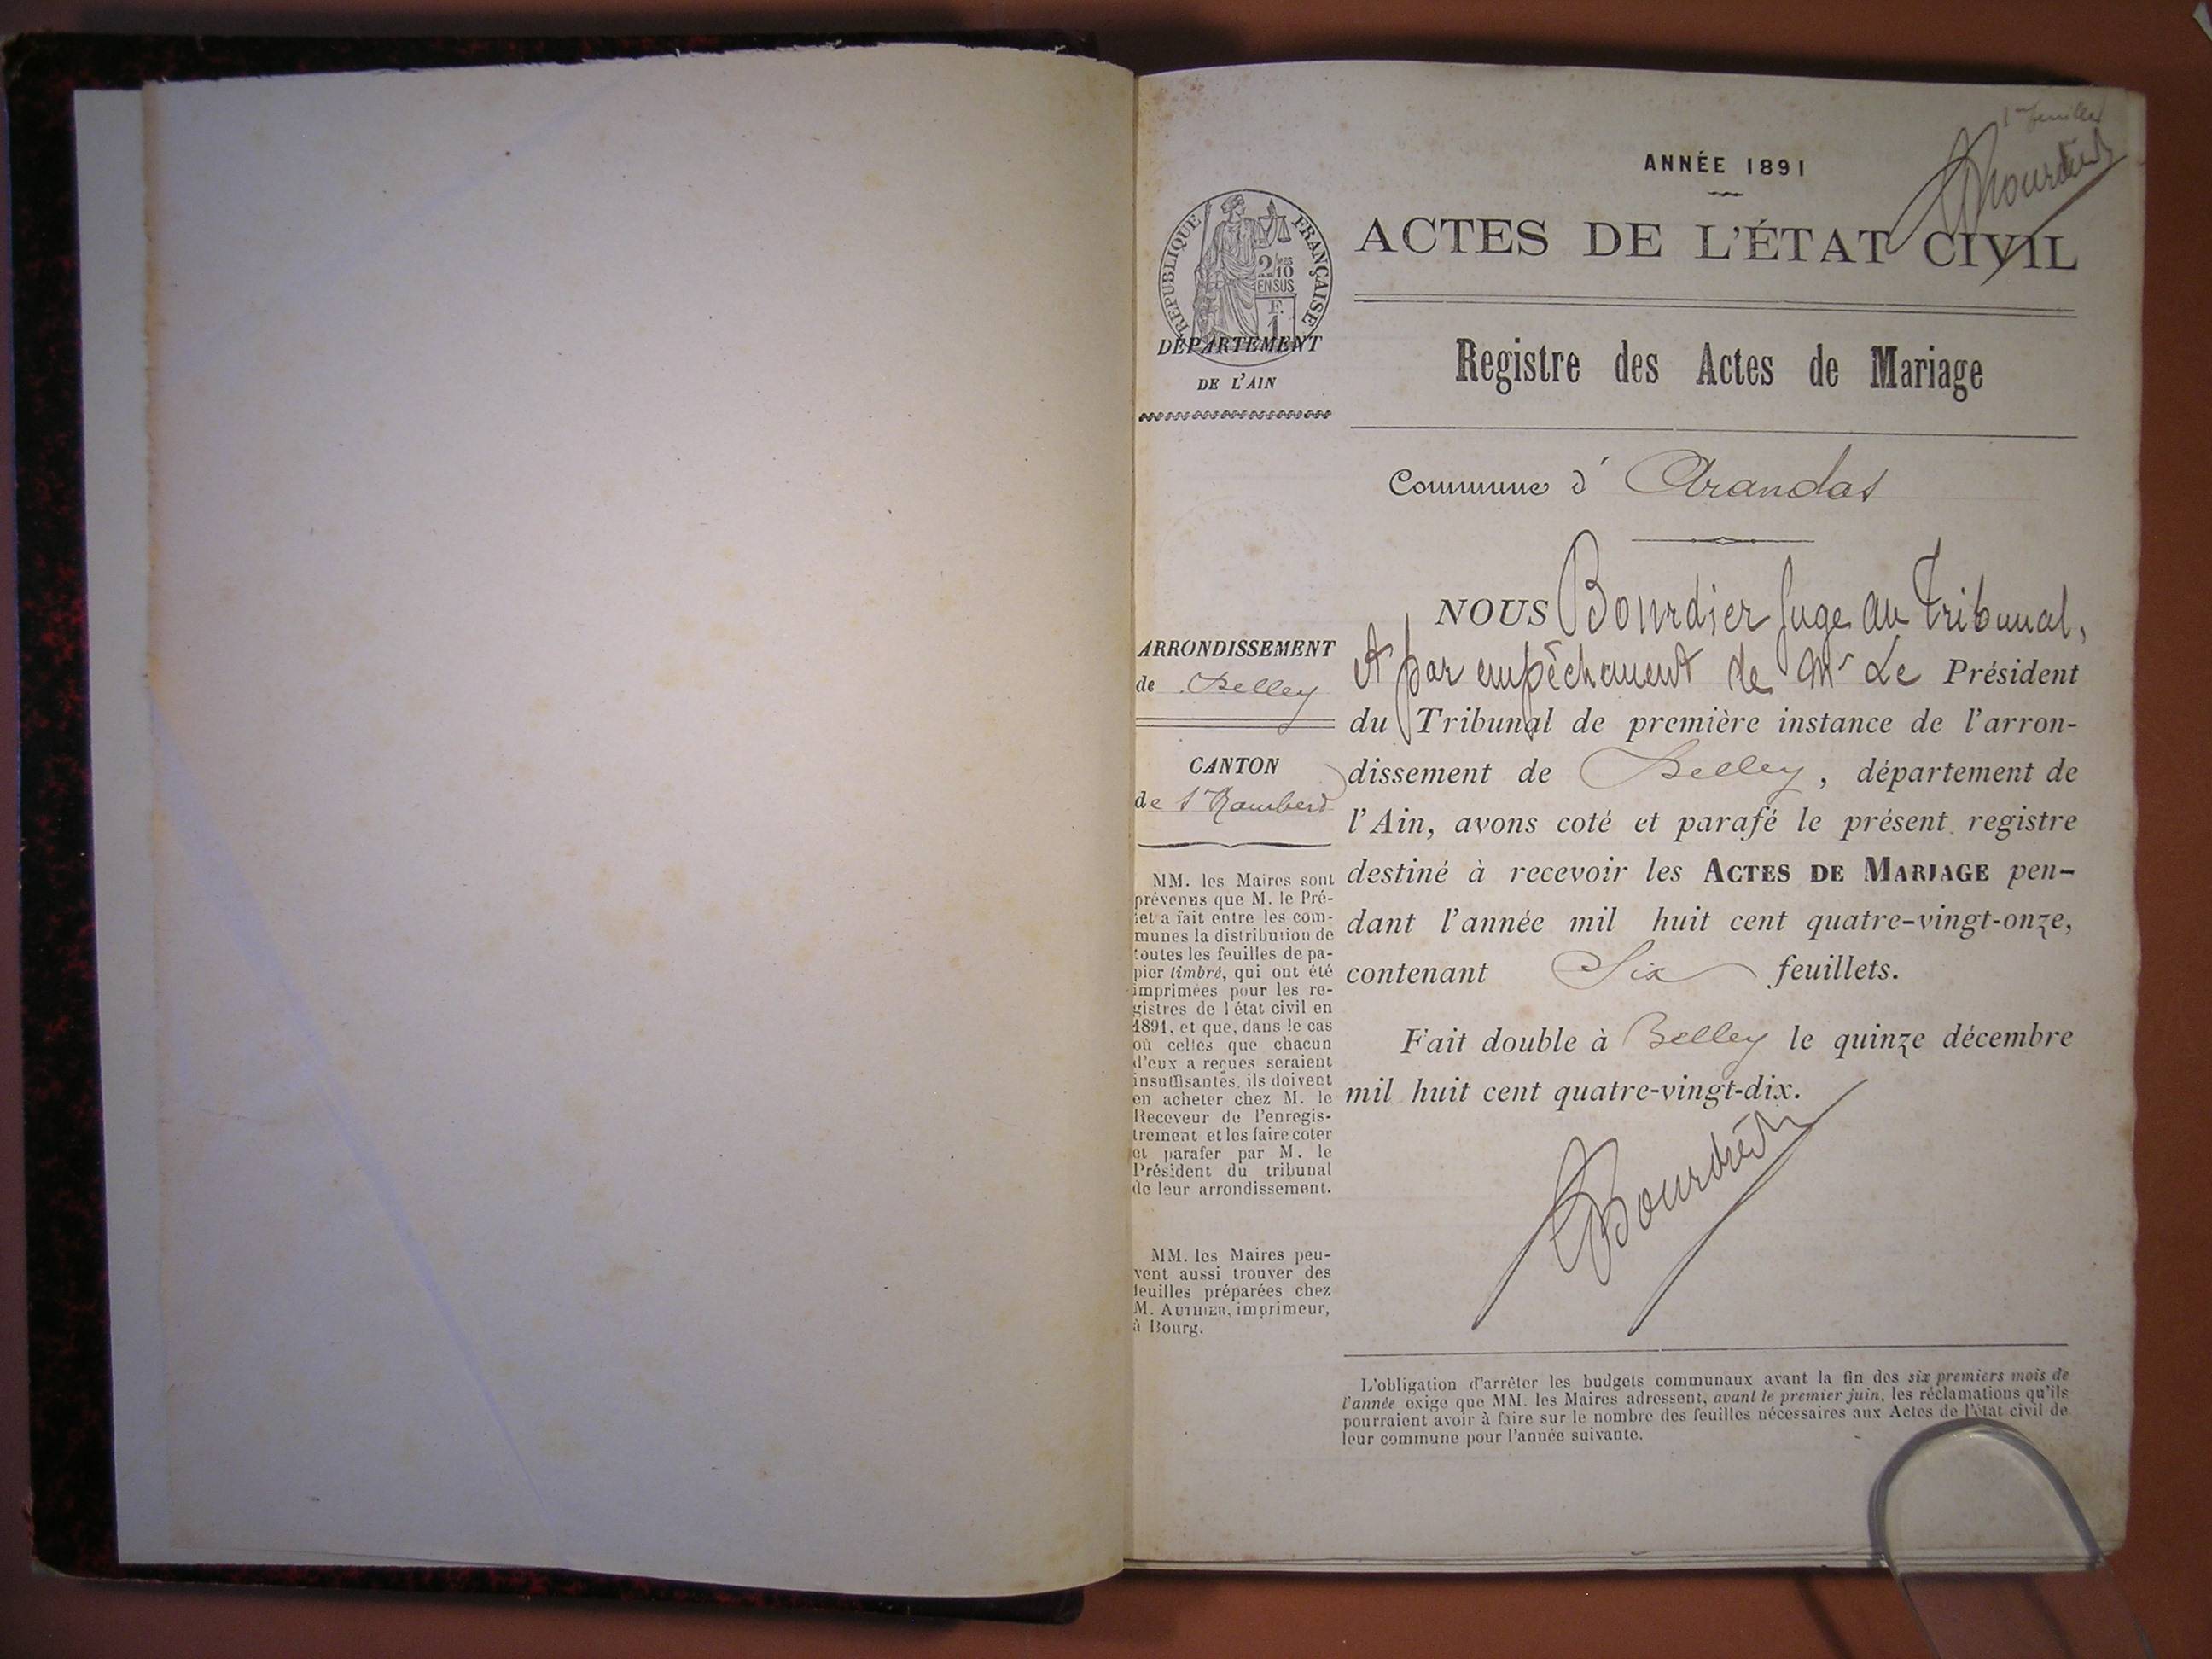 1er feuillet
Bourdier
ANNÉE 1891
ACTES DE L'ÉTAT CIVIL
RÉPUBLIQUE FRANÇAISE
2/10
EN SUS
F.
1
DÉPARTEMENT
DE L'AIN
Registre des Actes de Mariage
Commune d' Arandas
ARRONDISSEMENT
de Belley
CANTON
de St Rambert
MM. les Maires sont
prévenus que M. le Pré-
fet a fait entre les com-
munes la distribution de
toutes les feuilles de pa-
pier timbré, qui ont été
imprimées pour les re-
gistres de l'état civil en
1891, et que, dans le cas
où celles que chacun
d'eux a reçues seraient
insuffisantes, ils doivent
en acheter chez M. le
Receveur de l'enregis-
trement et les faire coter
et parafer par M. le
Président du tribunal
de leur arrondissement.
MM. les Maires peu-
vent aussi trouver des
feuilles préparées chez
M. AUTHIER, imprimeur,
à Bourg.
NOUS Bourdier Juge au Tribunal,
et par empêchement de Mr Le Président
du Tribunal de première instance de l'arron-
dissement de Belley, département de
l'Ain, avons coté et parafé le présent registre
destiné à recevoir les ACTES DE MARIAGE pen-
dant l'année mil huit cent quatre-vingt-onze,
contenant Six feuillets.
Fait double à Belley le quinze décembre
mil huit cent quatre-vingt-dix.
Bourdier
L'obligation d'arrêter les budgets communaux avant la fin des six premiers mois de
l'année exige que MM. les Maires adressent, avant le premier juin, les réclamations qu'ils
pourraient avoir à faire sur le nombre des feuilles nécessaires aux Actes de l'état civil de
leur commune pour l'année suivante.